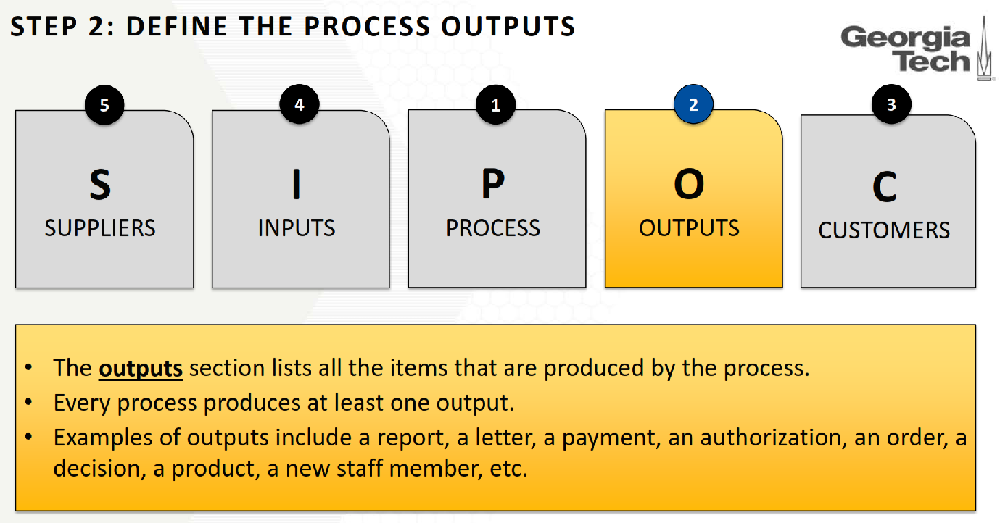 STEP 2: DEFINE THE PROCESS OUTPUTS
Georgia
Tech
5
4
1
2
3
S
I
P
O
C
SUPPLIERS
INPUTS
PROCESS
OUTPUTS
CUSTOMERS
• The outputs section lists all the items that are produced by the process.
• Every process produces at least one output.
• Examples of outputs include a report, a letter, a payment, an authorization, an order, a
decision, a product, a new staff member, etc.